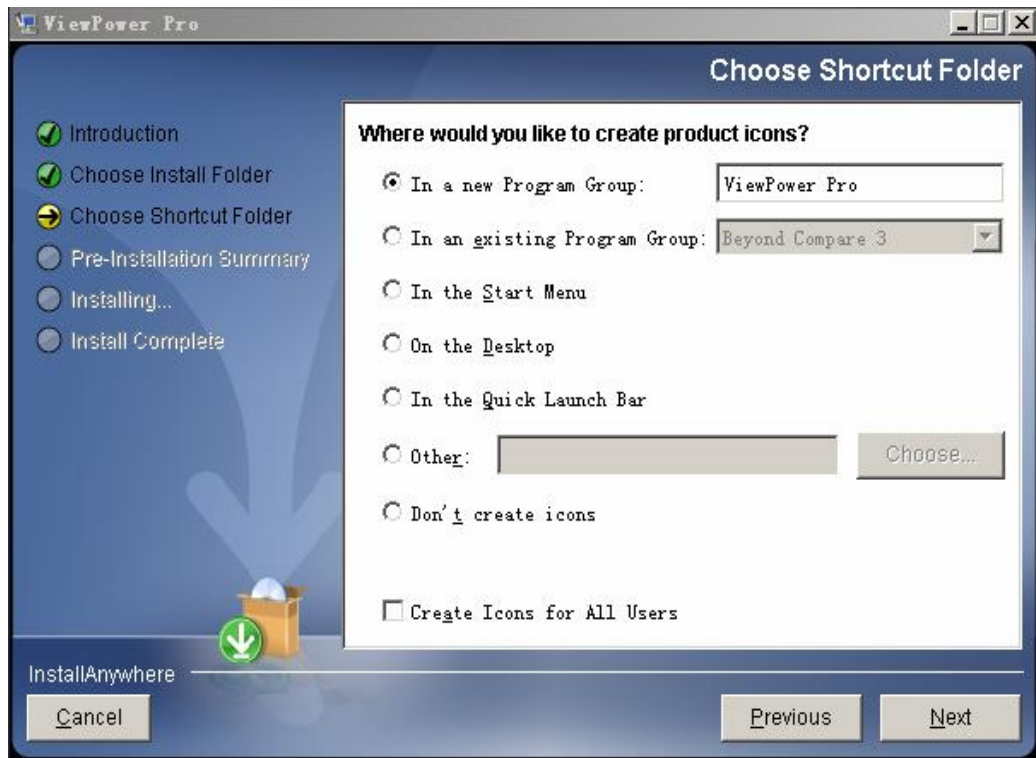 ViewPower Pro
Choose Shortcut Folder
Introduction
Choose Install Folder
Choose Shortcut Folder
Pre-Installation Summary
Installing...
Install Complete
Where would you like to create product icons?
In a new Program Group: ViewPower Pro
In an existing Program Group: Beyond Compare 3
In the Start Menu
On the Desktop
In the Quick Launch Bar
Other: Choose...
Don't create icons
Create Icons for All Users
InstallAnywhere
Cancel Previous Next